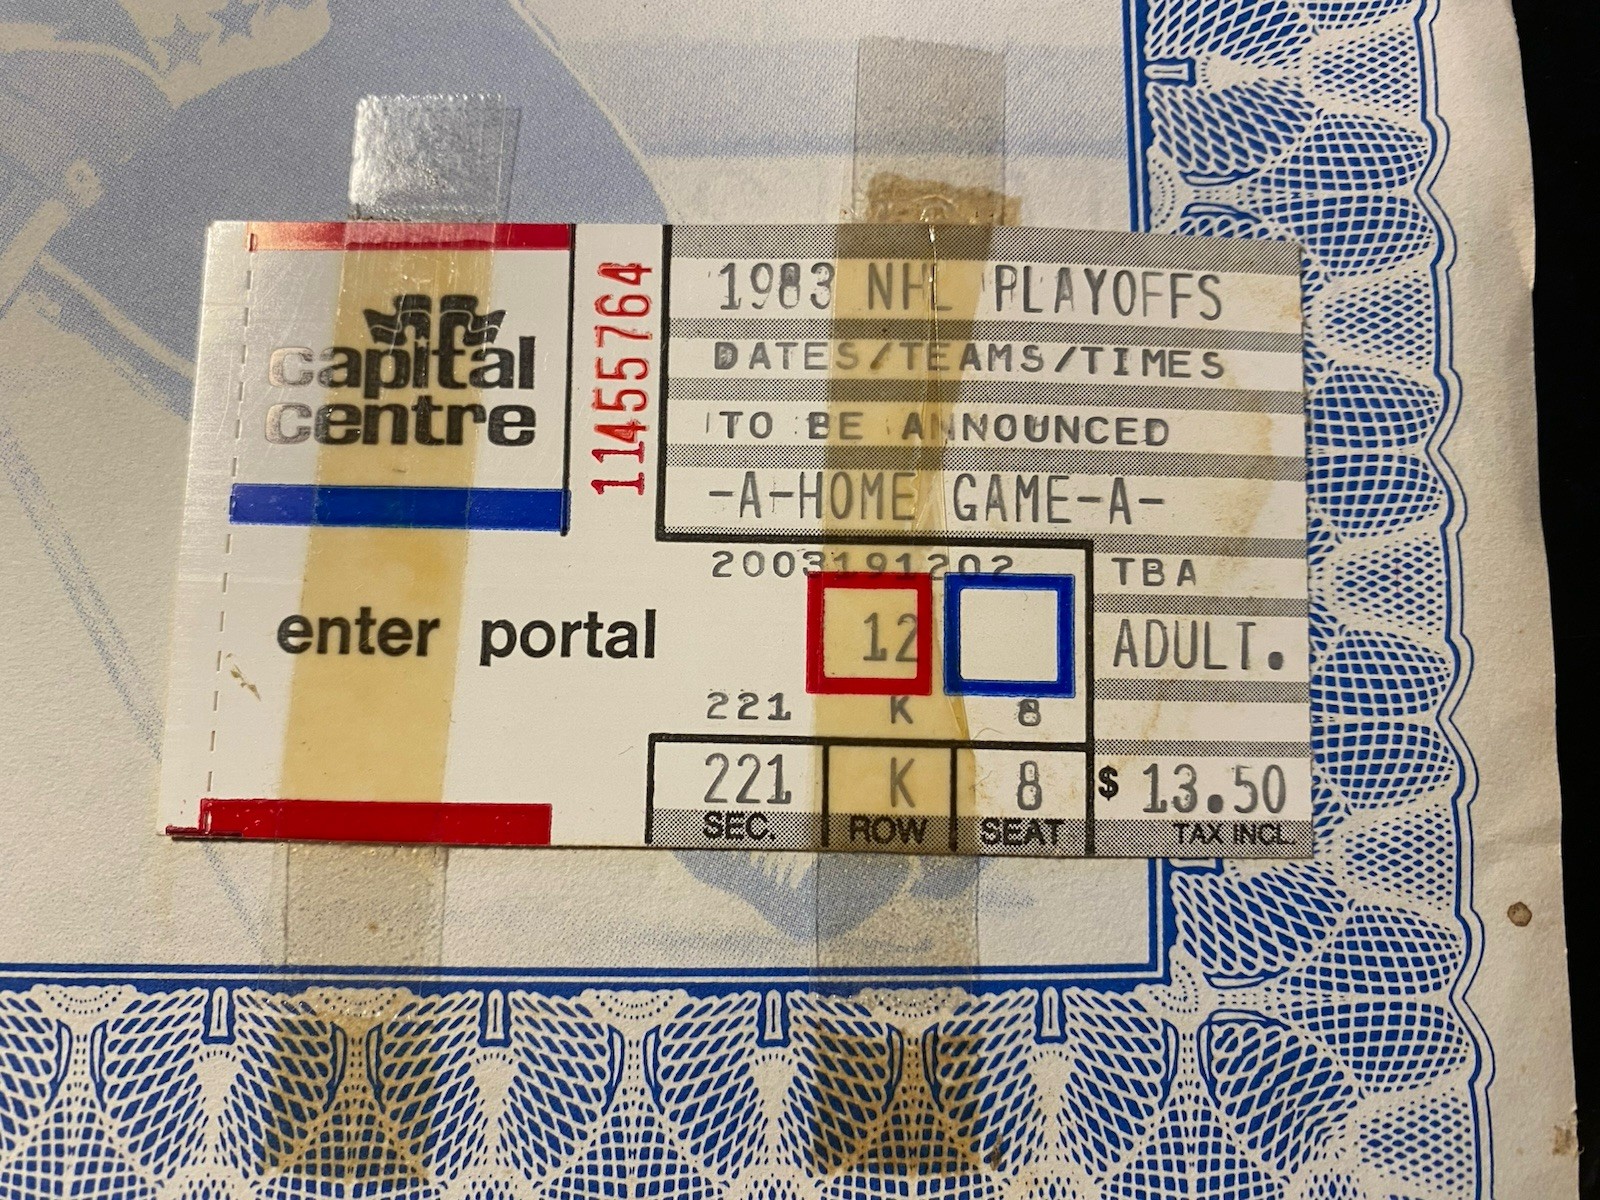 capital
centre
11455764
1983 NHL PLAYOFFS
DATES/TEAMS/TIMES
TO BE ANNOUNCED
-A-HOME GAME-A-
2003191202
TBA
enter portal
12
ADULT.
221 K 8
221 K 8 $ 13.50
SEC. ROW SEAT TAX INCL.